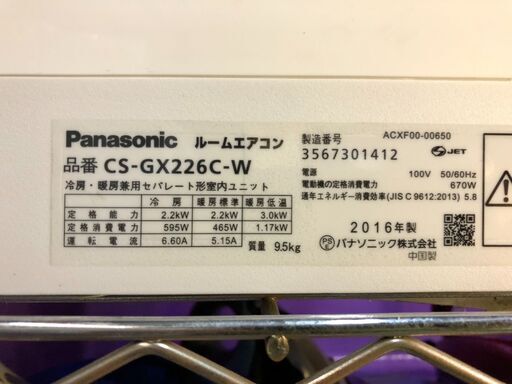 Panasonic ルームエアコン
品番 CS-GX226C-W
冷房・暖房兼用セパレート形室内ユニット
冷房 暖房標準 暖房低温
定格能力 2.2kW 2.2kW 3.0kW
定格消費電力 595W 465W 1.17kW
運転電流 6.60A 5.15A
質量 9.5kg
製造番号 ACXF00-00650
3567301412 JET
電源 100V 50/60Hz
電動機の定格消費電力 670W
通年エネルギー消費効率(JIS C 9612:2013) 5.8
2016年製
PS E パナソニック株式会社
中国製